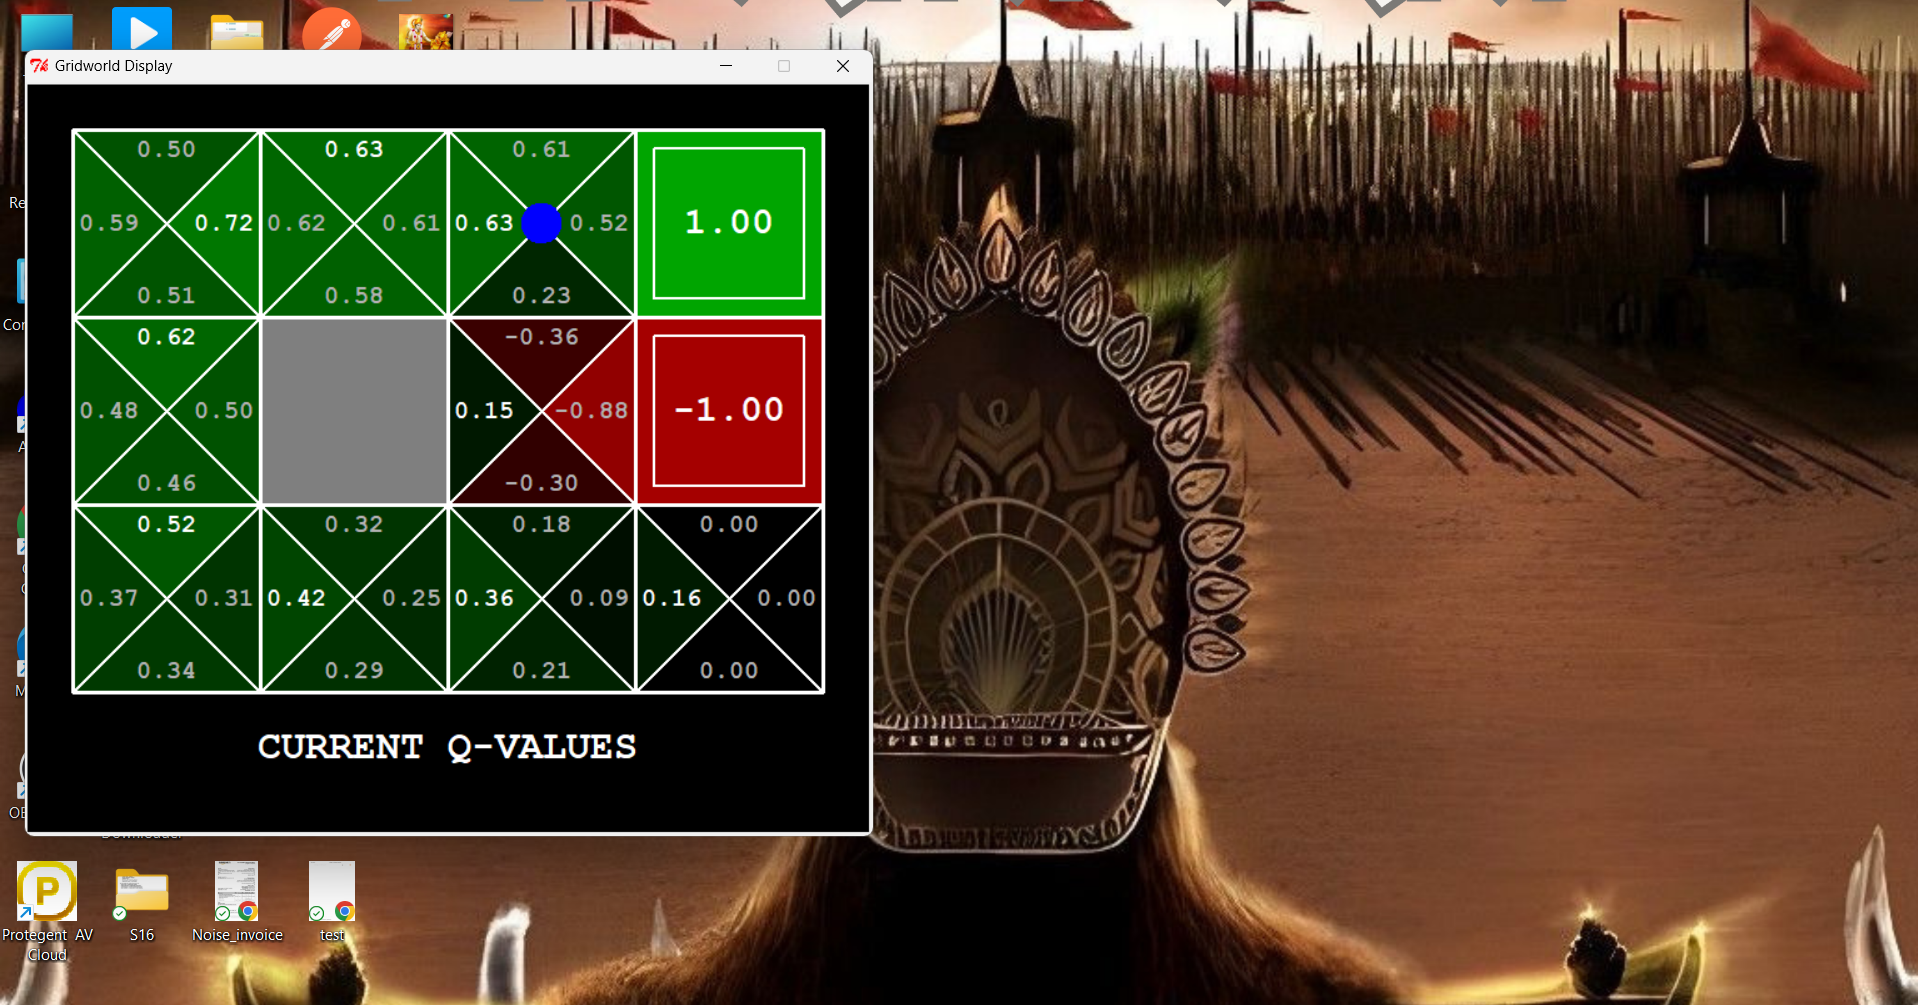 Gridworld Display
0.50 0.63 0.61
0.59 0.72 0.62 0.61 0.63 0.52 1.00
0.51 0.58 0.23
0.62 -0.36
0.48 0.50 0.15 -0.88 -1.00
0.46 -0.30
0.52 0.32 0.18 0.00
0.37 0.31 0.42 0.25 0.36 0.09 0.16 0.00
0.34 0.29 0.21 0.00
CURRENT Q-VALUES
Re
Cor
A
M
OB
P
Protegent AV S16 Noise_invoice test
Cloud